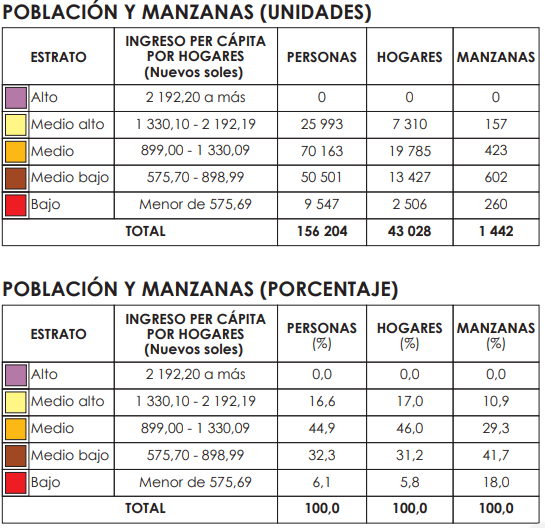 POBLACIÓN Y MANZANAS (UNIDADES)
ESTRATO INGRESO PER CÁPITA POR HOGARES (Nuevos soles) PERSONAS HOGARES MANZANAS
Alto 2 192,20 a más 0 0 0
Medio alto 1 330,10 - 2 192,19 25 993 7 310 157
Medio 899,00 - 1 330,09 70 163 19 785 423
Medio bajo 575,70 - 898,99 50 501 13 427 602
Bajo Menor de 575,69 9 547 2 506 260
TOTAL 156 204 43 028 1 442
POBLACIÓN Y MANZANAS (PORCENTAJE)
ESTRATO INGRESO PER CÁPITA POR HOGARES (Nuevos soles) PERSONAS (%) HOGARES (%) MANZANAS (%)
Alto 2 192,20 a más 0,0 0,0 0,0
Medio alto 1 330,10 - 2 192,19 16,6 17,0 10,9
Medio 899,00 - 1 330,09 44,9 46,0 29,3
Medio bajo 575,70 - 898,99 32,3 31,2 41,7
Bajo Menor de 575,69 6,1 5,8 18,0
TOTAL 100,0 100,0 100,0